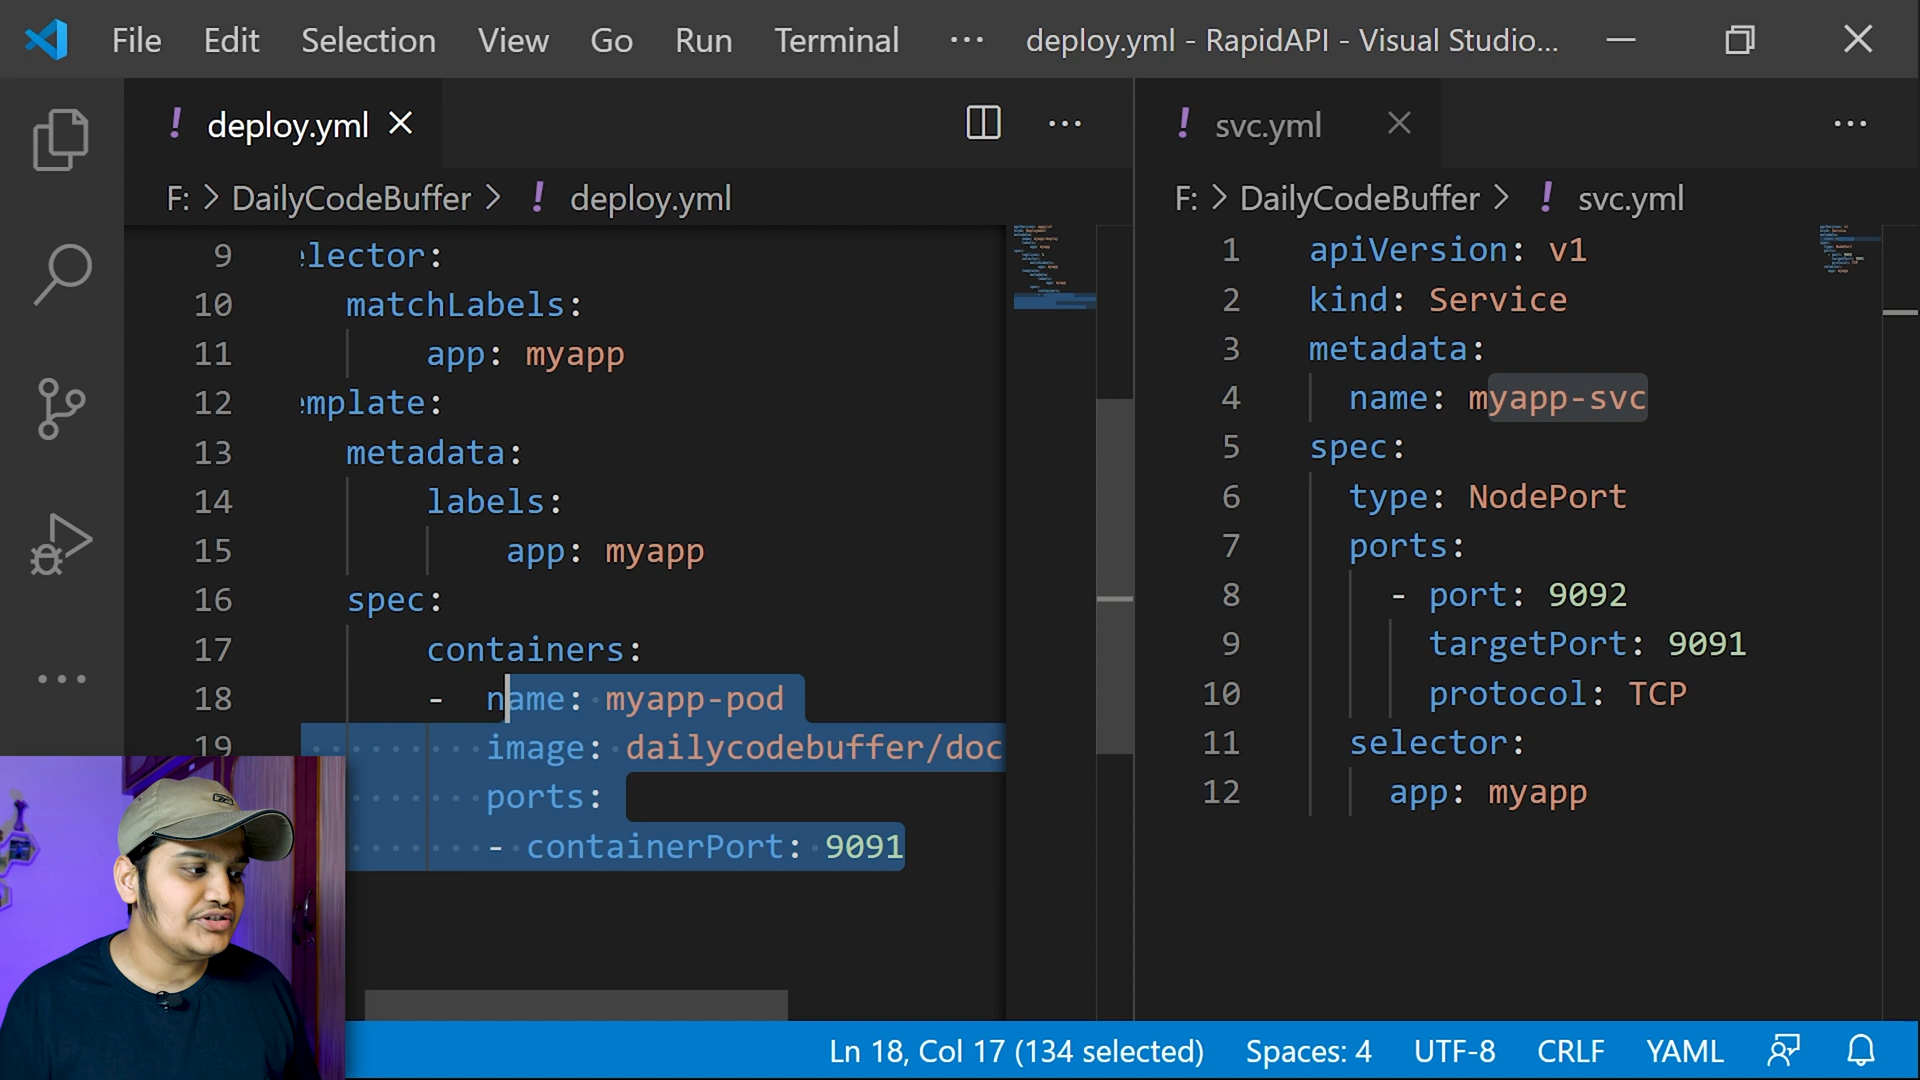 File Edit Selection View Go Run Terminal ··· deploy.yml - RapidAPI - Visual Studio...
! deploy.yml
F: > DailyCodeBuffer > ! deploy.yml
9 elector:
10 matchLabels:
11 app: myapp
12 emplate:
13 metadata:
14 labels:
15 app: myapp
16 spec:
17 containers:
18 - name: myapp-pod
19 image: dailycodebuffer/doc
ports:
- containerPort: 9091
! svc.yml
F: > DailyCodeBuffer > ! svc.yml
1 apiVersion: v1
2 kind: Service
3 metadata:
4 name: myapp-svc
5 spec:
6 type: NodePort
7 ports:
8 - port: 9092
9 targetPort: 9091
10 protocol: TCP
11 selector:
12 app: myapp
Ln 18, Col 17 (134 selected) Spaces: 4 UTF-8 CRLF YAML